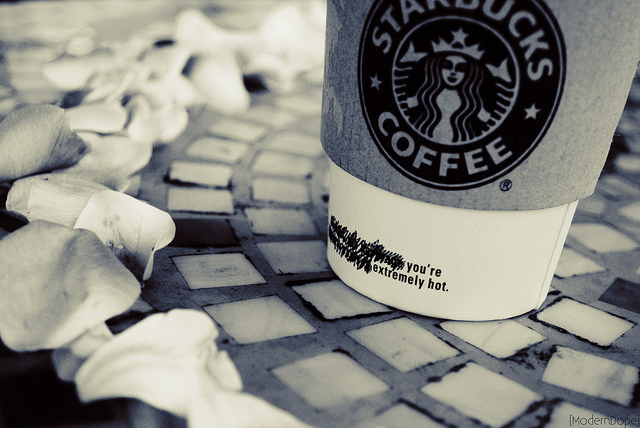 STARBUCKS
COFFEE
®
you're
extremely hot.
[ModernDope]